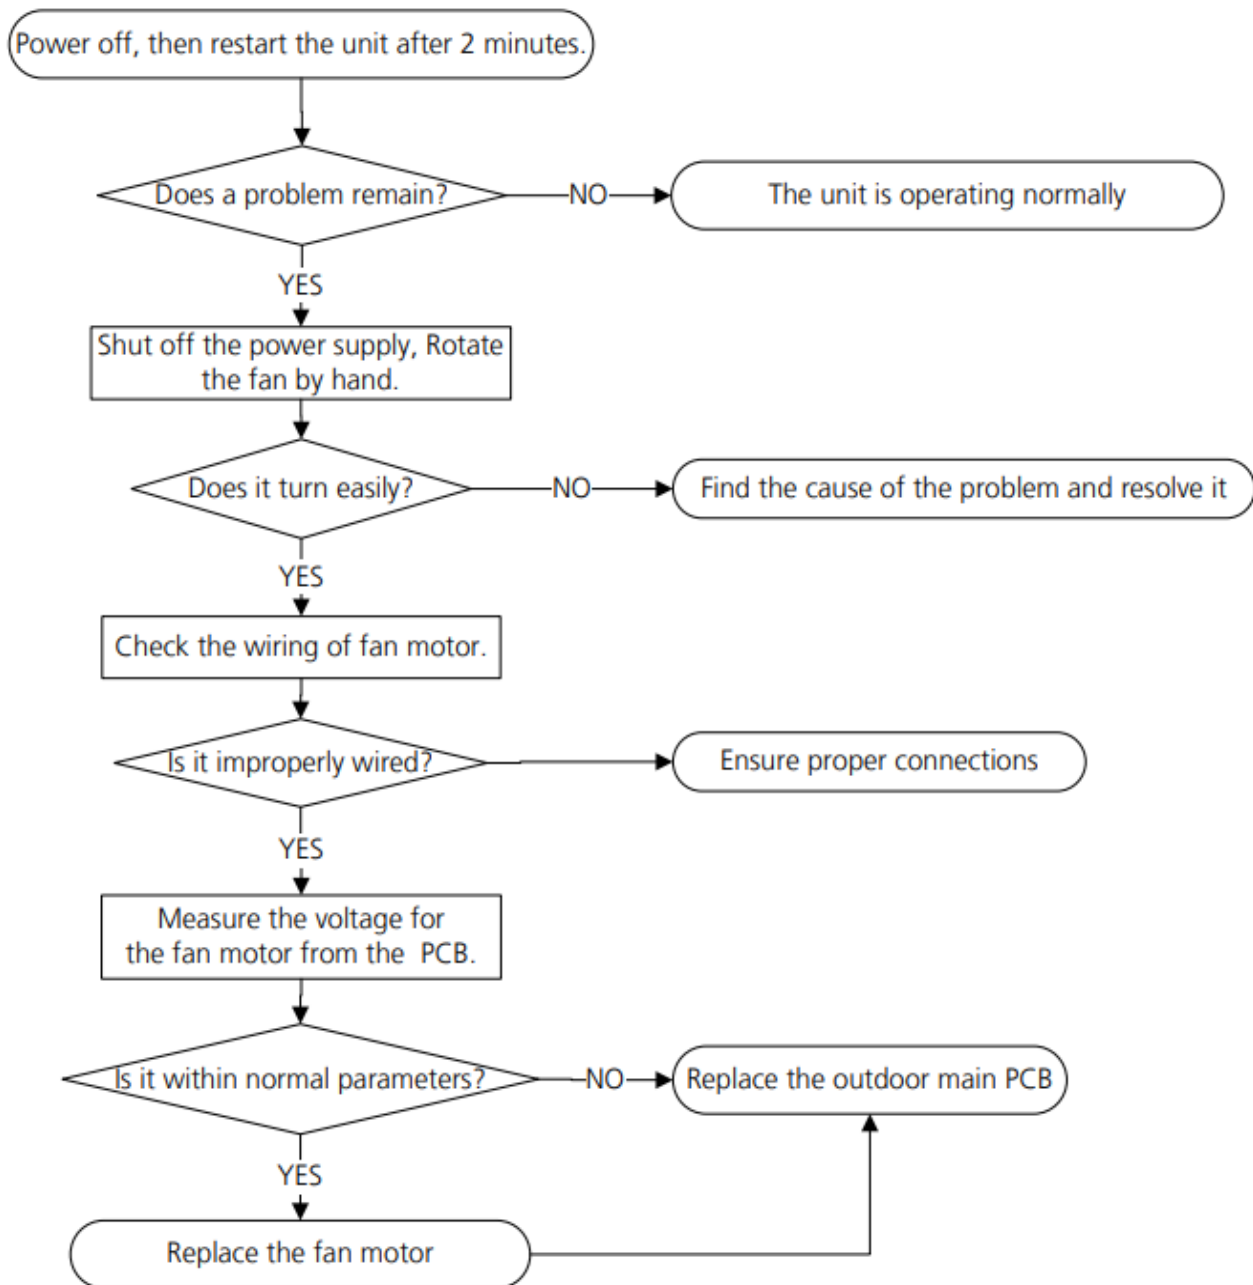 Power off, then restart the unit after 2 minutes.
Does a problem remain?
NO
The unit is operating normally
YES
Shut off the power supply, Rotate
the fan by hand.
Does it turn easily?
NO
Find the cause of the problem and resolve it
YES
Check the wiring of fan motor.
Is it improperly wired?
Ensure proper connections
YES
Measure the voltage for
the fan motor from the PCB.
Is it within normal parameters?
NO
Replace the outdoor main PCB
YES
Replace the fan motor